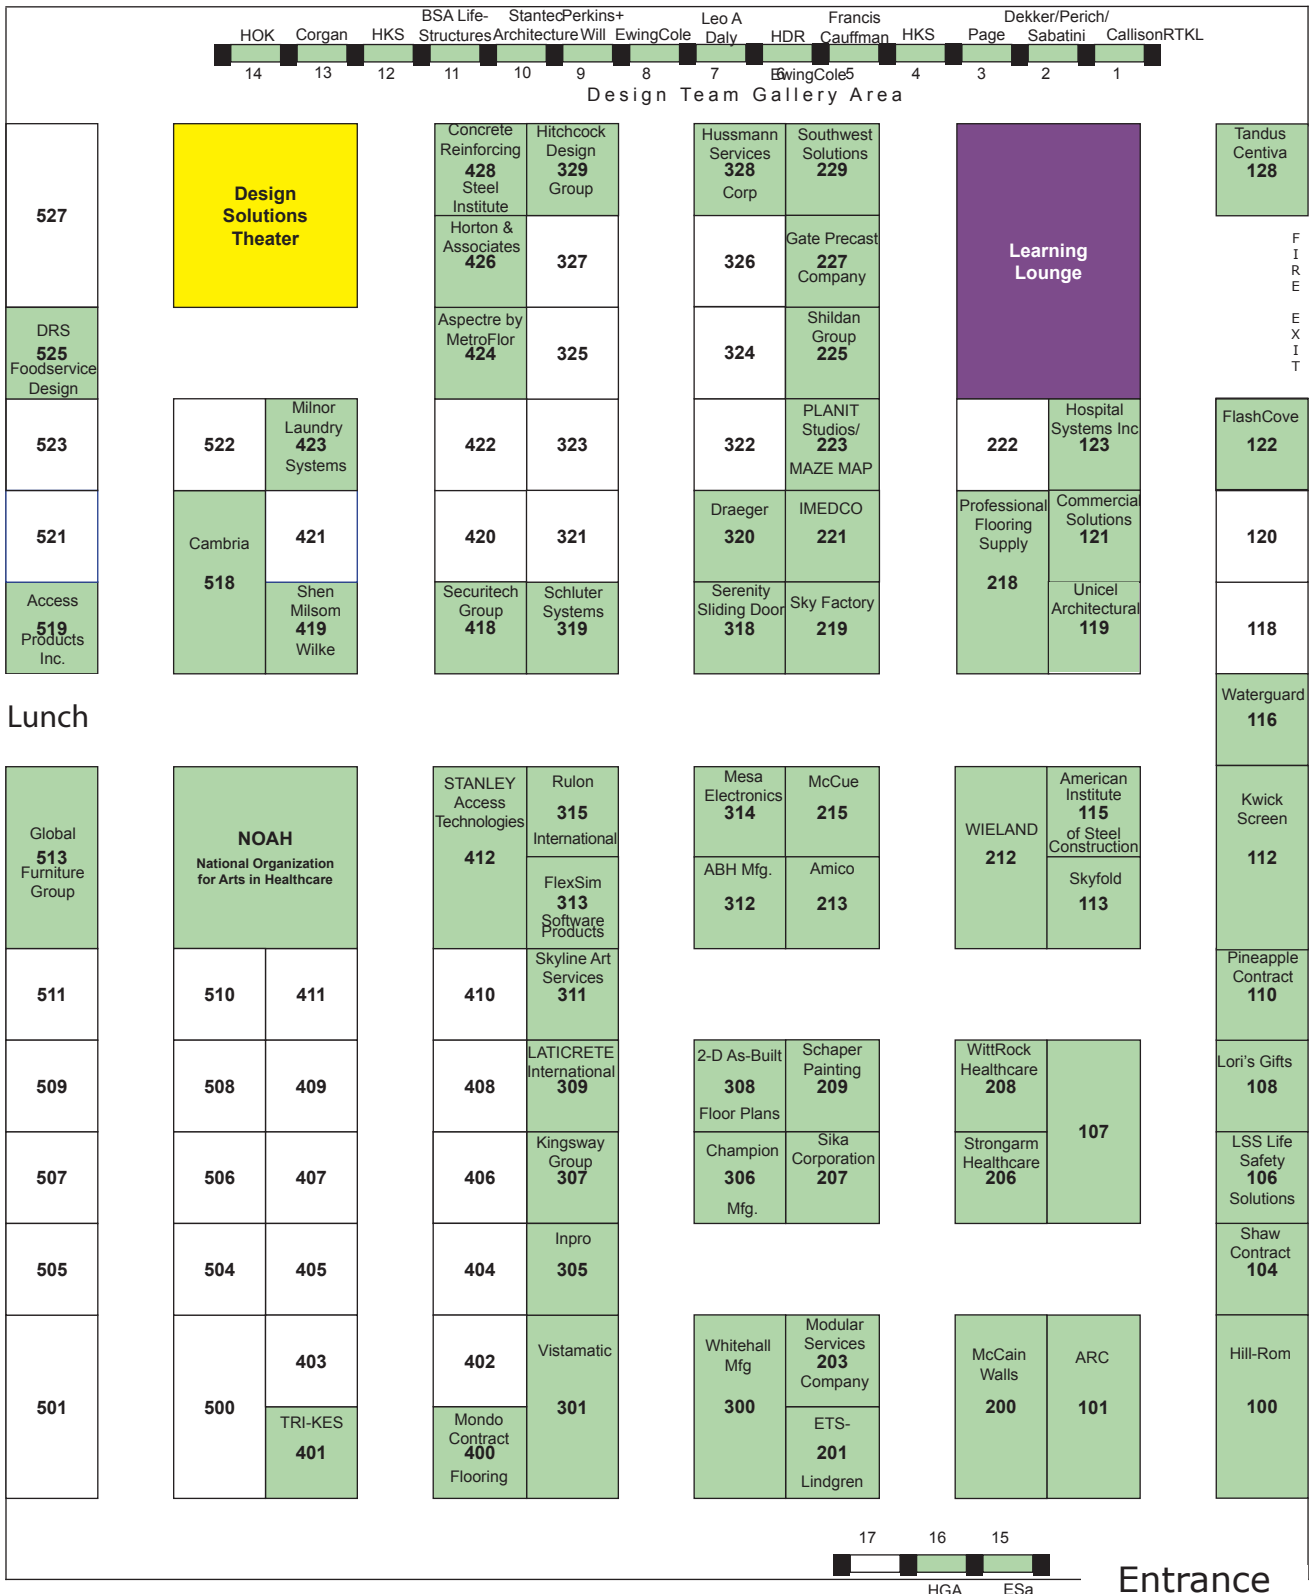 BSA Life-
Structures
Stantec
Architecture
Perkins+
Will
Leo A
Daly
Francis
Cauffman
Dekker/Perich/
Sabatini
HOK
Corgan
HKS
EwingCole
HDR
HKS
Page
CallisonRTKL
14
13
12
11
10
9
8
7
6
5
4
3
2
1
EwingCole
Design Team Gallery Area
527
Design
Solutions
Theater
Concrete
Reinforcing
428
Steel
Institute
Hitchcock
Design
329
Group
Hussmann
Services
328
Corp
Southwest
Solutions
229
Learning
Lounge
Tandus
Centiva
128
Horton &
Associates
426
327
326
Gate Precast
227
Company
FIRE EXIT
DRS
525
Foodservice
Design
Aspectre by
MetroFlor
424
325
324
Shildan
Group
225
523
522
Milnor
Laundry
423
Systems
422
323
322
PLANIT
Studios/
223
MAZE MAP
222
Hospital
Systems Inc
123
FlashCove
122
521
Cambria
518
421
420
321
Draeger
320
IMEDCO
221
Professional
Flooring
Supply
218
Commercial
Solutions
121
120
Access
519
Products
Inc.
Shen
Milsom
419
Wilke
Securitech
Group
418
Schluter
Systems
319
Serenity
Sliding Door
318
Sky Factory
219
Unicel
Architectural
119
118
Lunch
Waterguard
116
Global
513
Furniture
Group
NOAH
National Organization
for Arts in Healthcare
STANLEY
Access
Technologies
412
Rulon
315
International
Mesa
Electronics
314
McCue
215
WIELAND
212
American
Institute
115
of Steel
Construction
Kwick
Screen
112
FlexSim
313
Software
Products
ABH Mfg.
312
Amico
213
Skyfold
113
511
510
411
410
Skyline Art
Services
311
Pineapple
Contract
110
509
508
409
408
LATICRETE
International
309
2-D As-Built
308
Floor Plans
Schaper
Painting
209
WittRock
Healthcare
208
107
Lori's Gifts
108
507
506
407
406
Kingsway
Group
307
Champion
306
Mfg.
Sika
Corporation
207
Strongarm
Healthcare
206
LSS Life
Safety
106
Solutions
505
504
405
404
Inpro
305
Shaw
Contract
104
501
500
403
402
Vistamatic
301
Whitehall
Mfg
300
Modular
Services
203
Company
McCain
Walls
200
ARC
101
Hill-Rom
100
TRI-KES
401
Mondo
Contract
400
Flooring
ETS-
201
Lindgren
17
16
15
HGA
ESa
Entrance